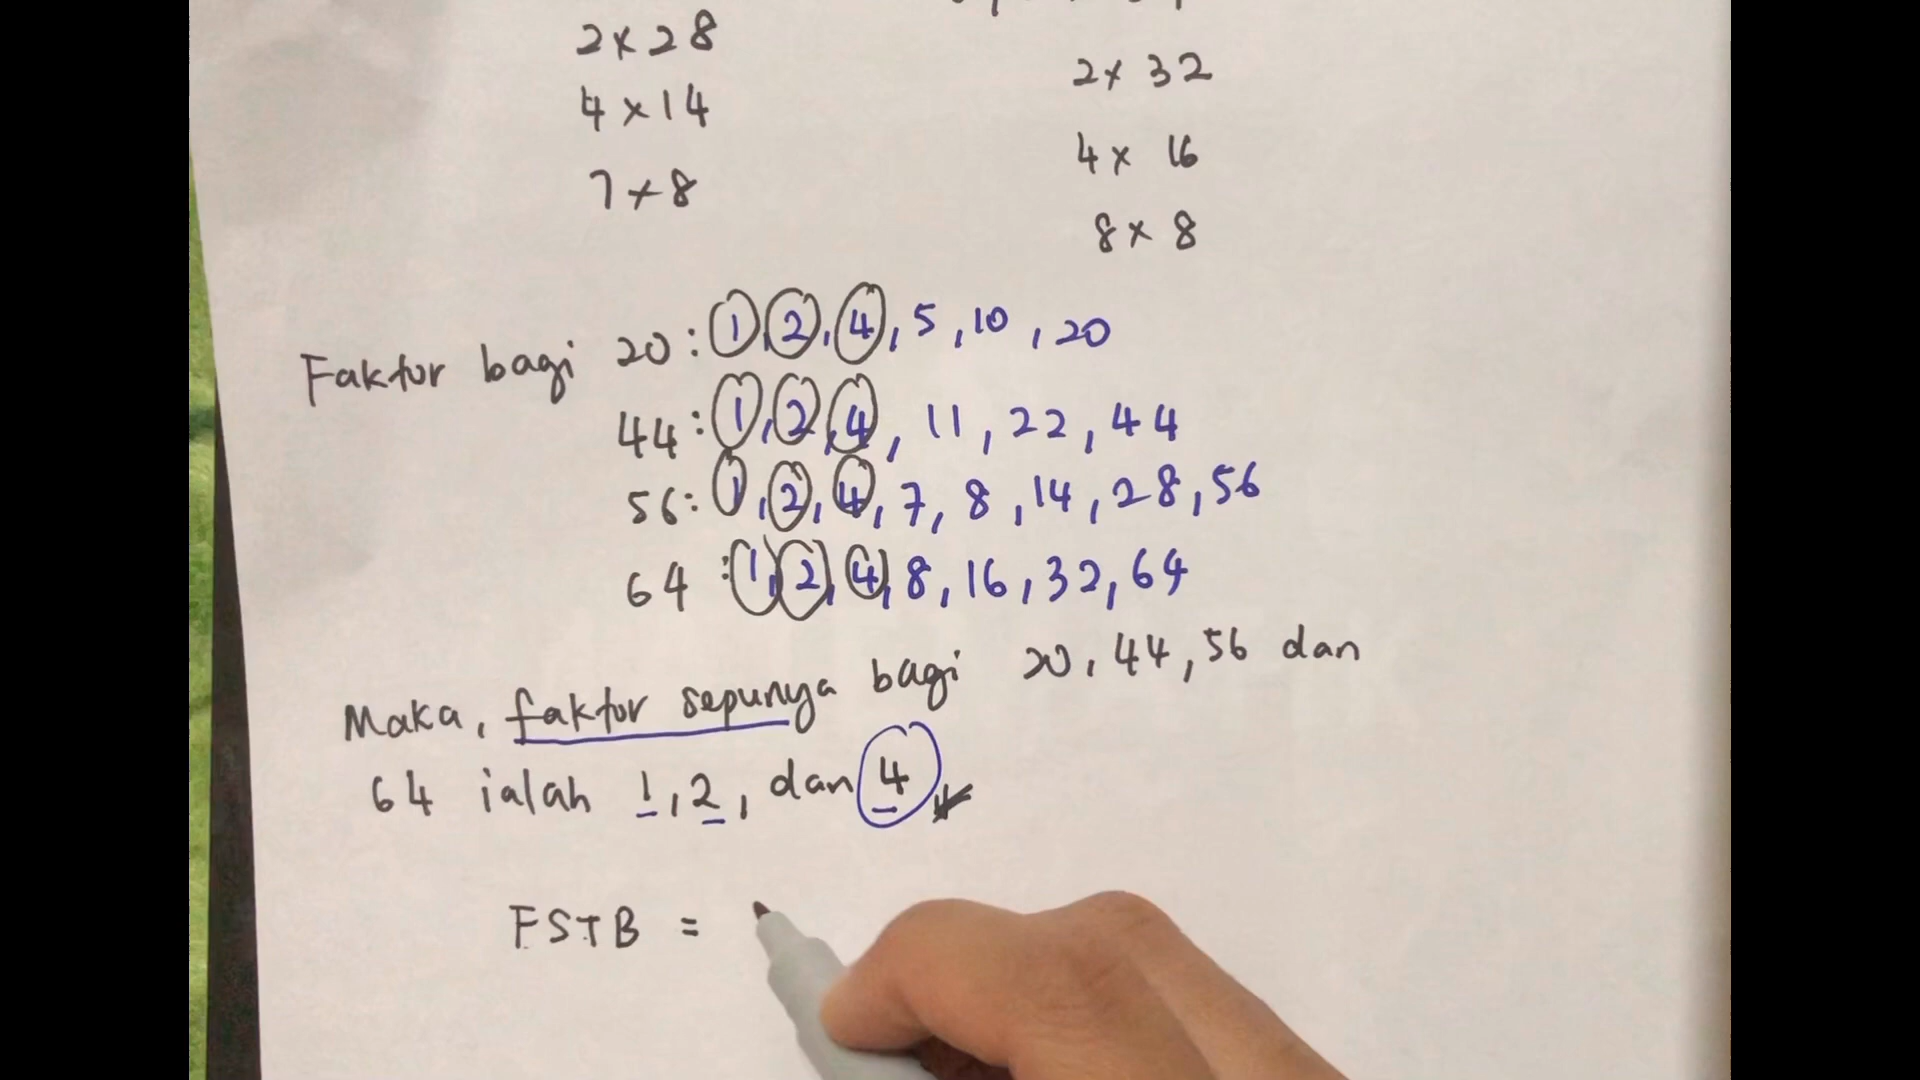 2 x 28
4 x 14
7 x 8
2 x 32
4 x 16
8 x 8
Faktor bagi 20: 1, 2, 4, 5, 10, 20
44: 1, 2, 4, 11, 22, 44
56: 1, 2, 4, 7, 8, 14, 28, 56
64: 1, 2, 4, 8, 16, 32, 64
Maka, faktor sepunya bagi 20, 44, 56 dan
64 ialah 1, 2, dan 4
FSTB =